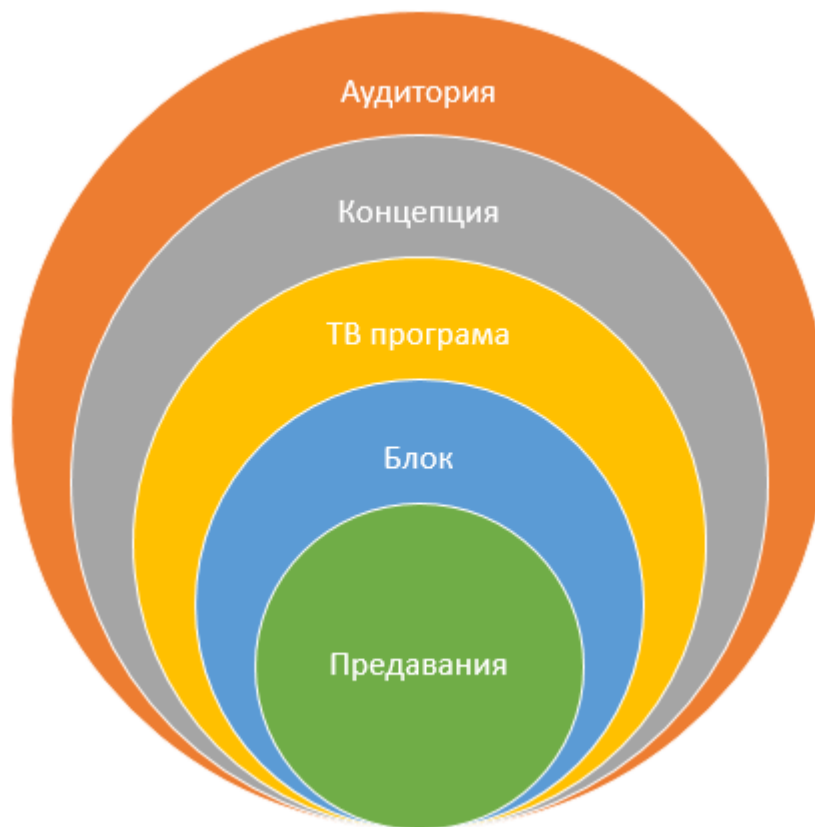 Аудитория
Концепция
ТВ програма
Блок
Предавания